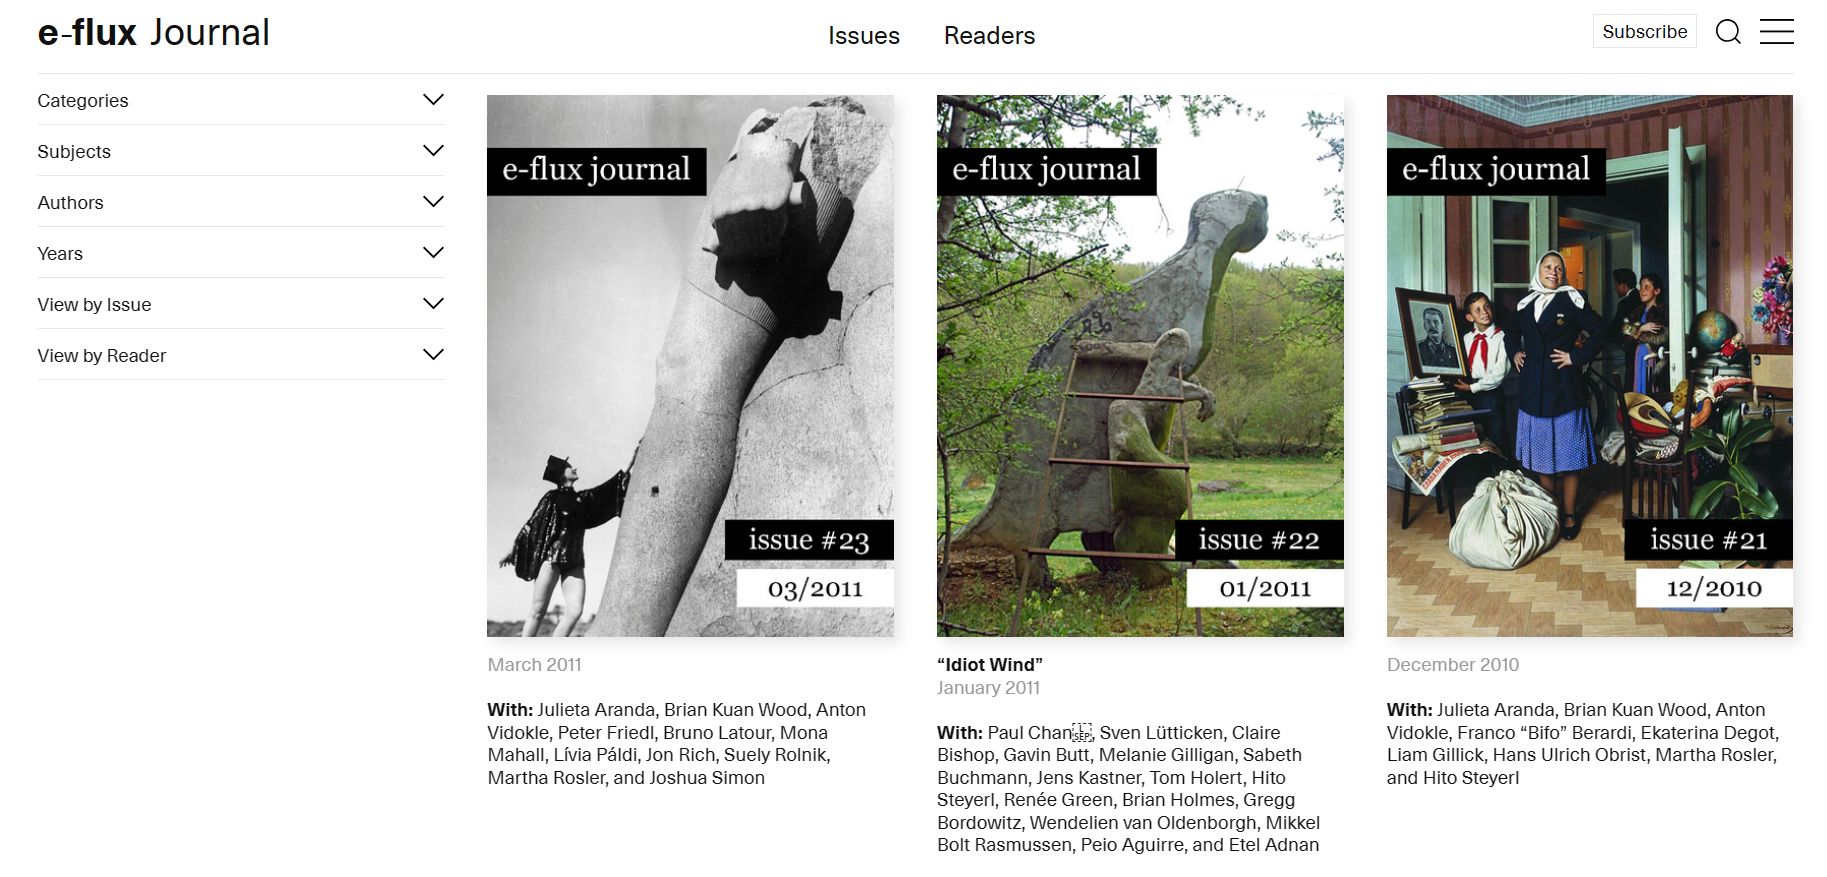 e-flux Journal
Issues
Readers
Subscribe
Categories
Subjects
Authors
Years
View by Issue
View by Reader
e-flux journal
issue #23
03/2011
March 2011
With: Julieta Aranda, Brian Kuan Wood, Anton
Vidokle, Peter Friedl, Bruno Latour, Mona
Mahall, Lívia Páldi, Jon Rich, Suely Rolnik,
Martha Rosler, and Joshua Simon
e-flux journal
issue #22
01/2011
“Idiot Wind”
January 2011
With: Paul Chan, Sven Lütticken, Claire
Bishop, Gavin Butt, Melanie Gilligan, Sabeth
Buchmann, Jens Kastner, Tom Holert, Hito
Steyerl, Renée Green, Brian Holmes, Gregg
Bordowitz, Wendelien van Oldenborgh, Mikkel
Bolt Rasmussen, Peio Aguirre, and Etel Adnan
e-flux journal
issue #21
12/2010
December 2010
With: Julieta Aranda, Brian Kuan Wood, Anton
Vidokle, Franco “Bifo” Berardi, Ekaterina Degot,
Liam Gillick, Hans Ulrich Obrist, Martha Rosler,
and Hito Steyerl